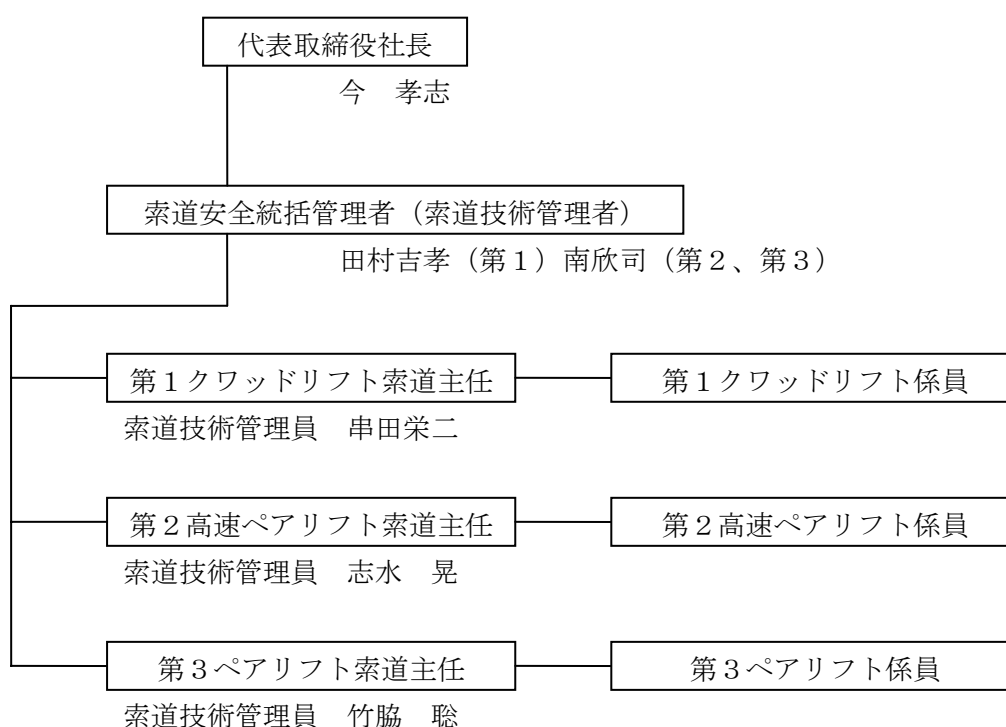 代表取締役社長
今　孝志
索道安全統括管理者（索道技術管理者）
田村吉孝（第１）南欣司（第２、第３）
第１クワッドリフト索道主任　第１クワッドリフト係員
索道技術管理員　串田栄二
第２高速ペアリフト索道主任　第２高速ペアリフト係員
索道技術管理員　志水　晃
第３ペアリフト索道主任　第３ペアリフト係員
索道技術管理員　竹脇　聡